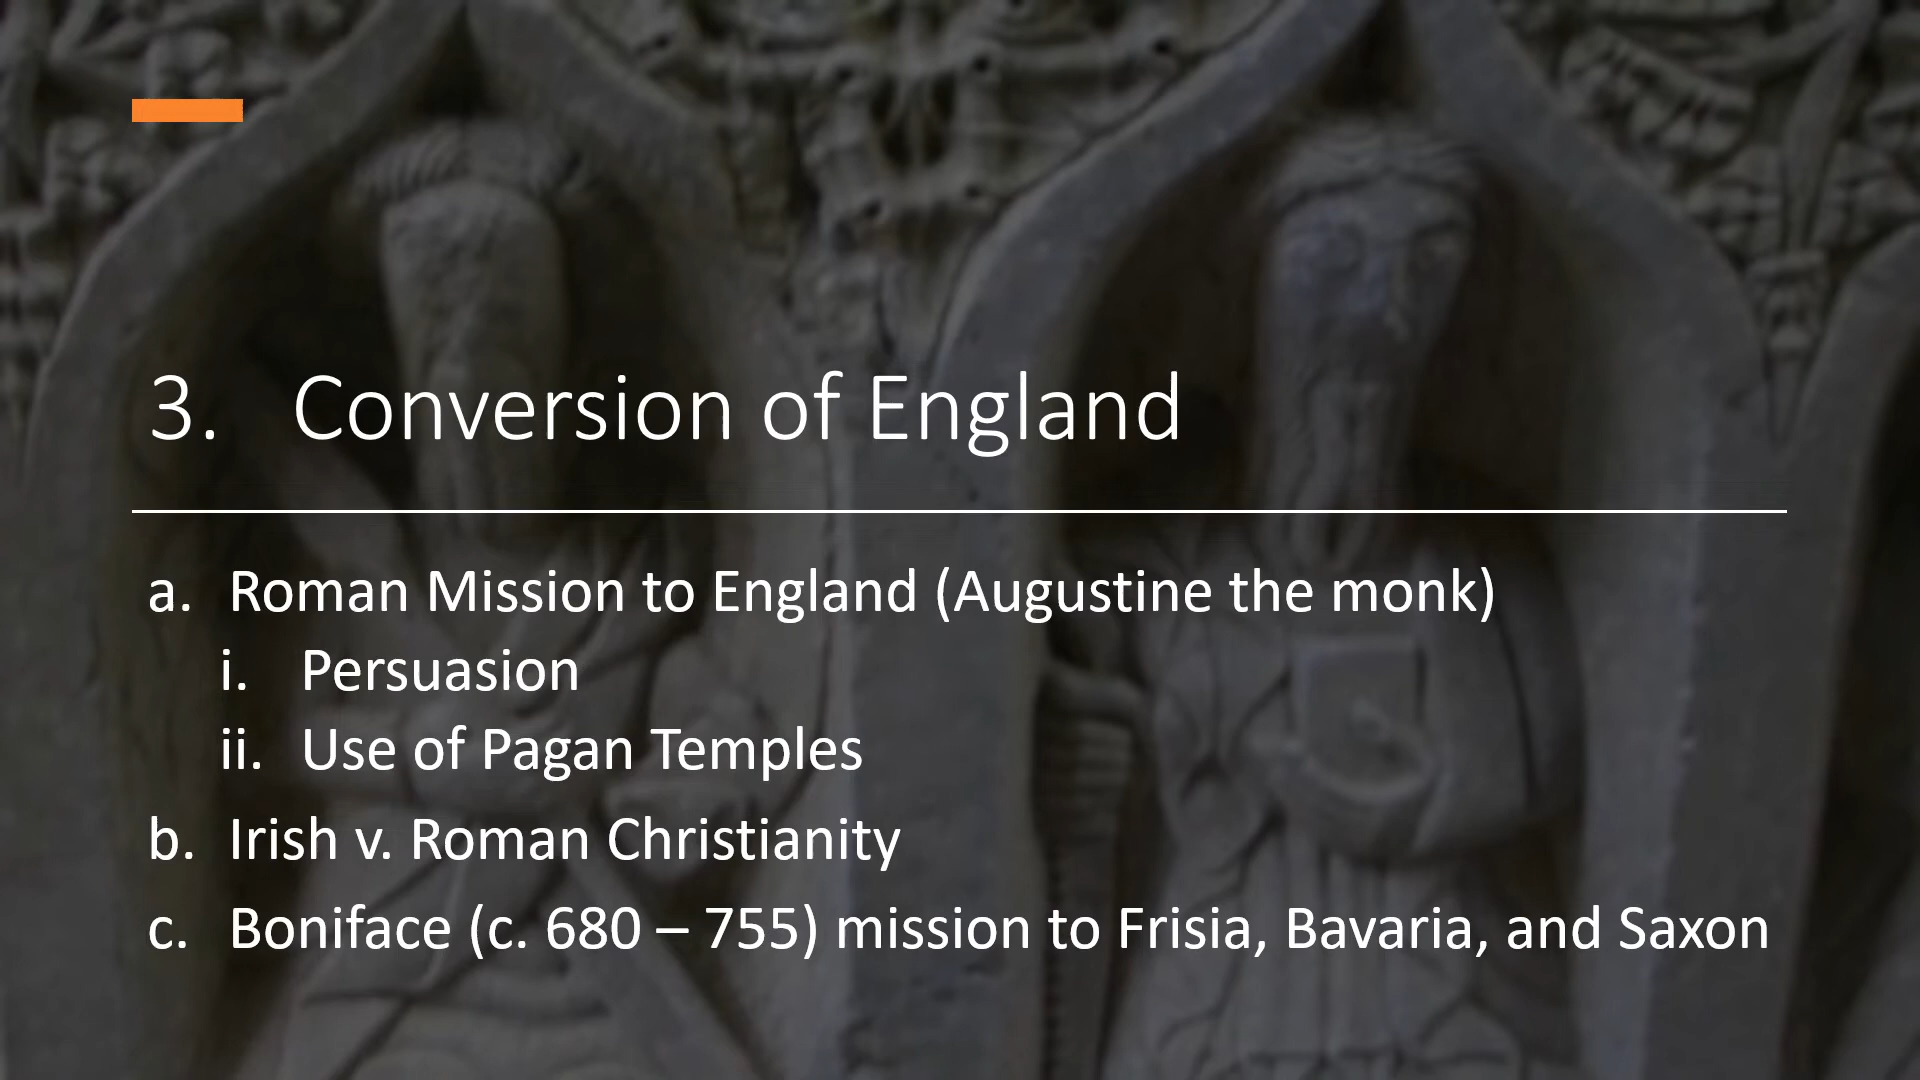 3. Conversion of England
a. Roman Mission to England (Augustine the monk)
i. Persuasion
ii. Use of Pagan Temples
b. Irish v. Roman Christianity
c. Boniface (c. 680 – 755) mission to Frisia, Bavaria, and Saxon